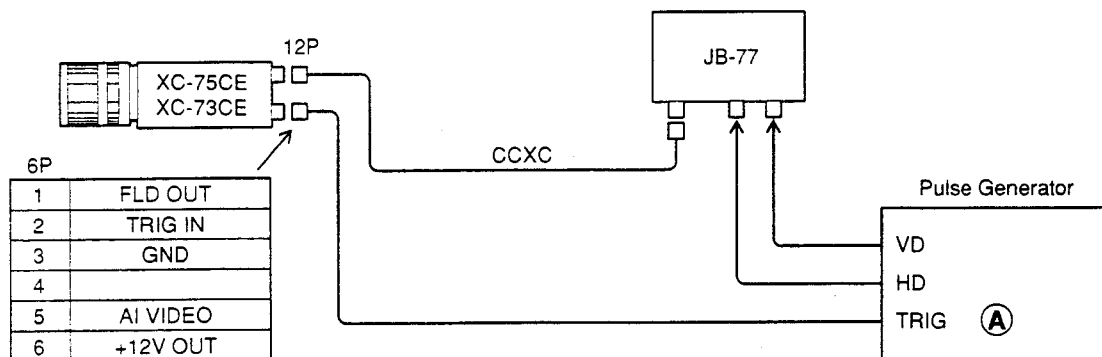 12P
XC-75CE
XC-73CE
JB-77
CCXC
6P
1 FLD OUT
2 TRIG IN
3 GND
4
5 AI VIDEO
6 +12V OUT
Pulse Generator
VD
HD
TRIG A